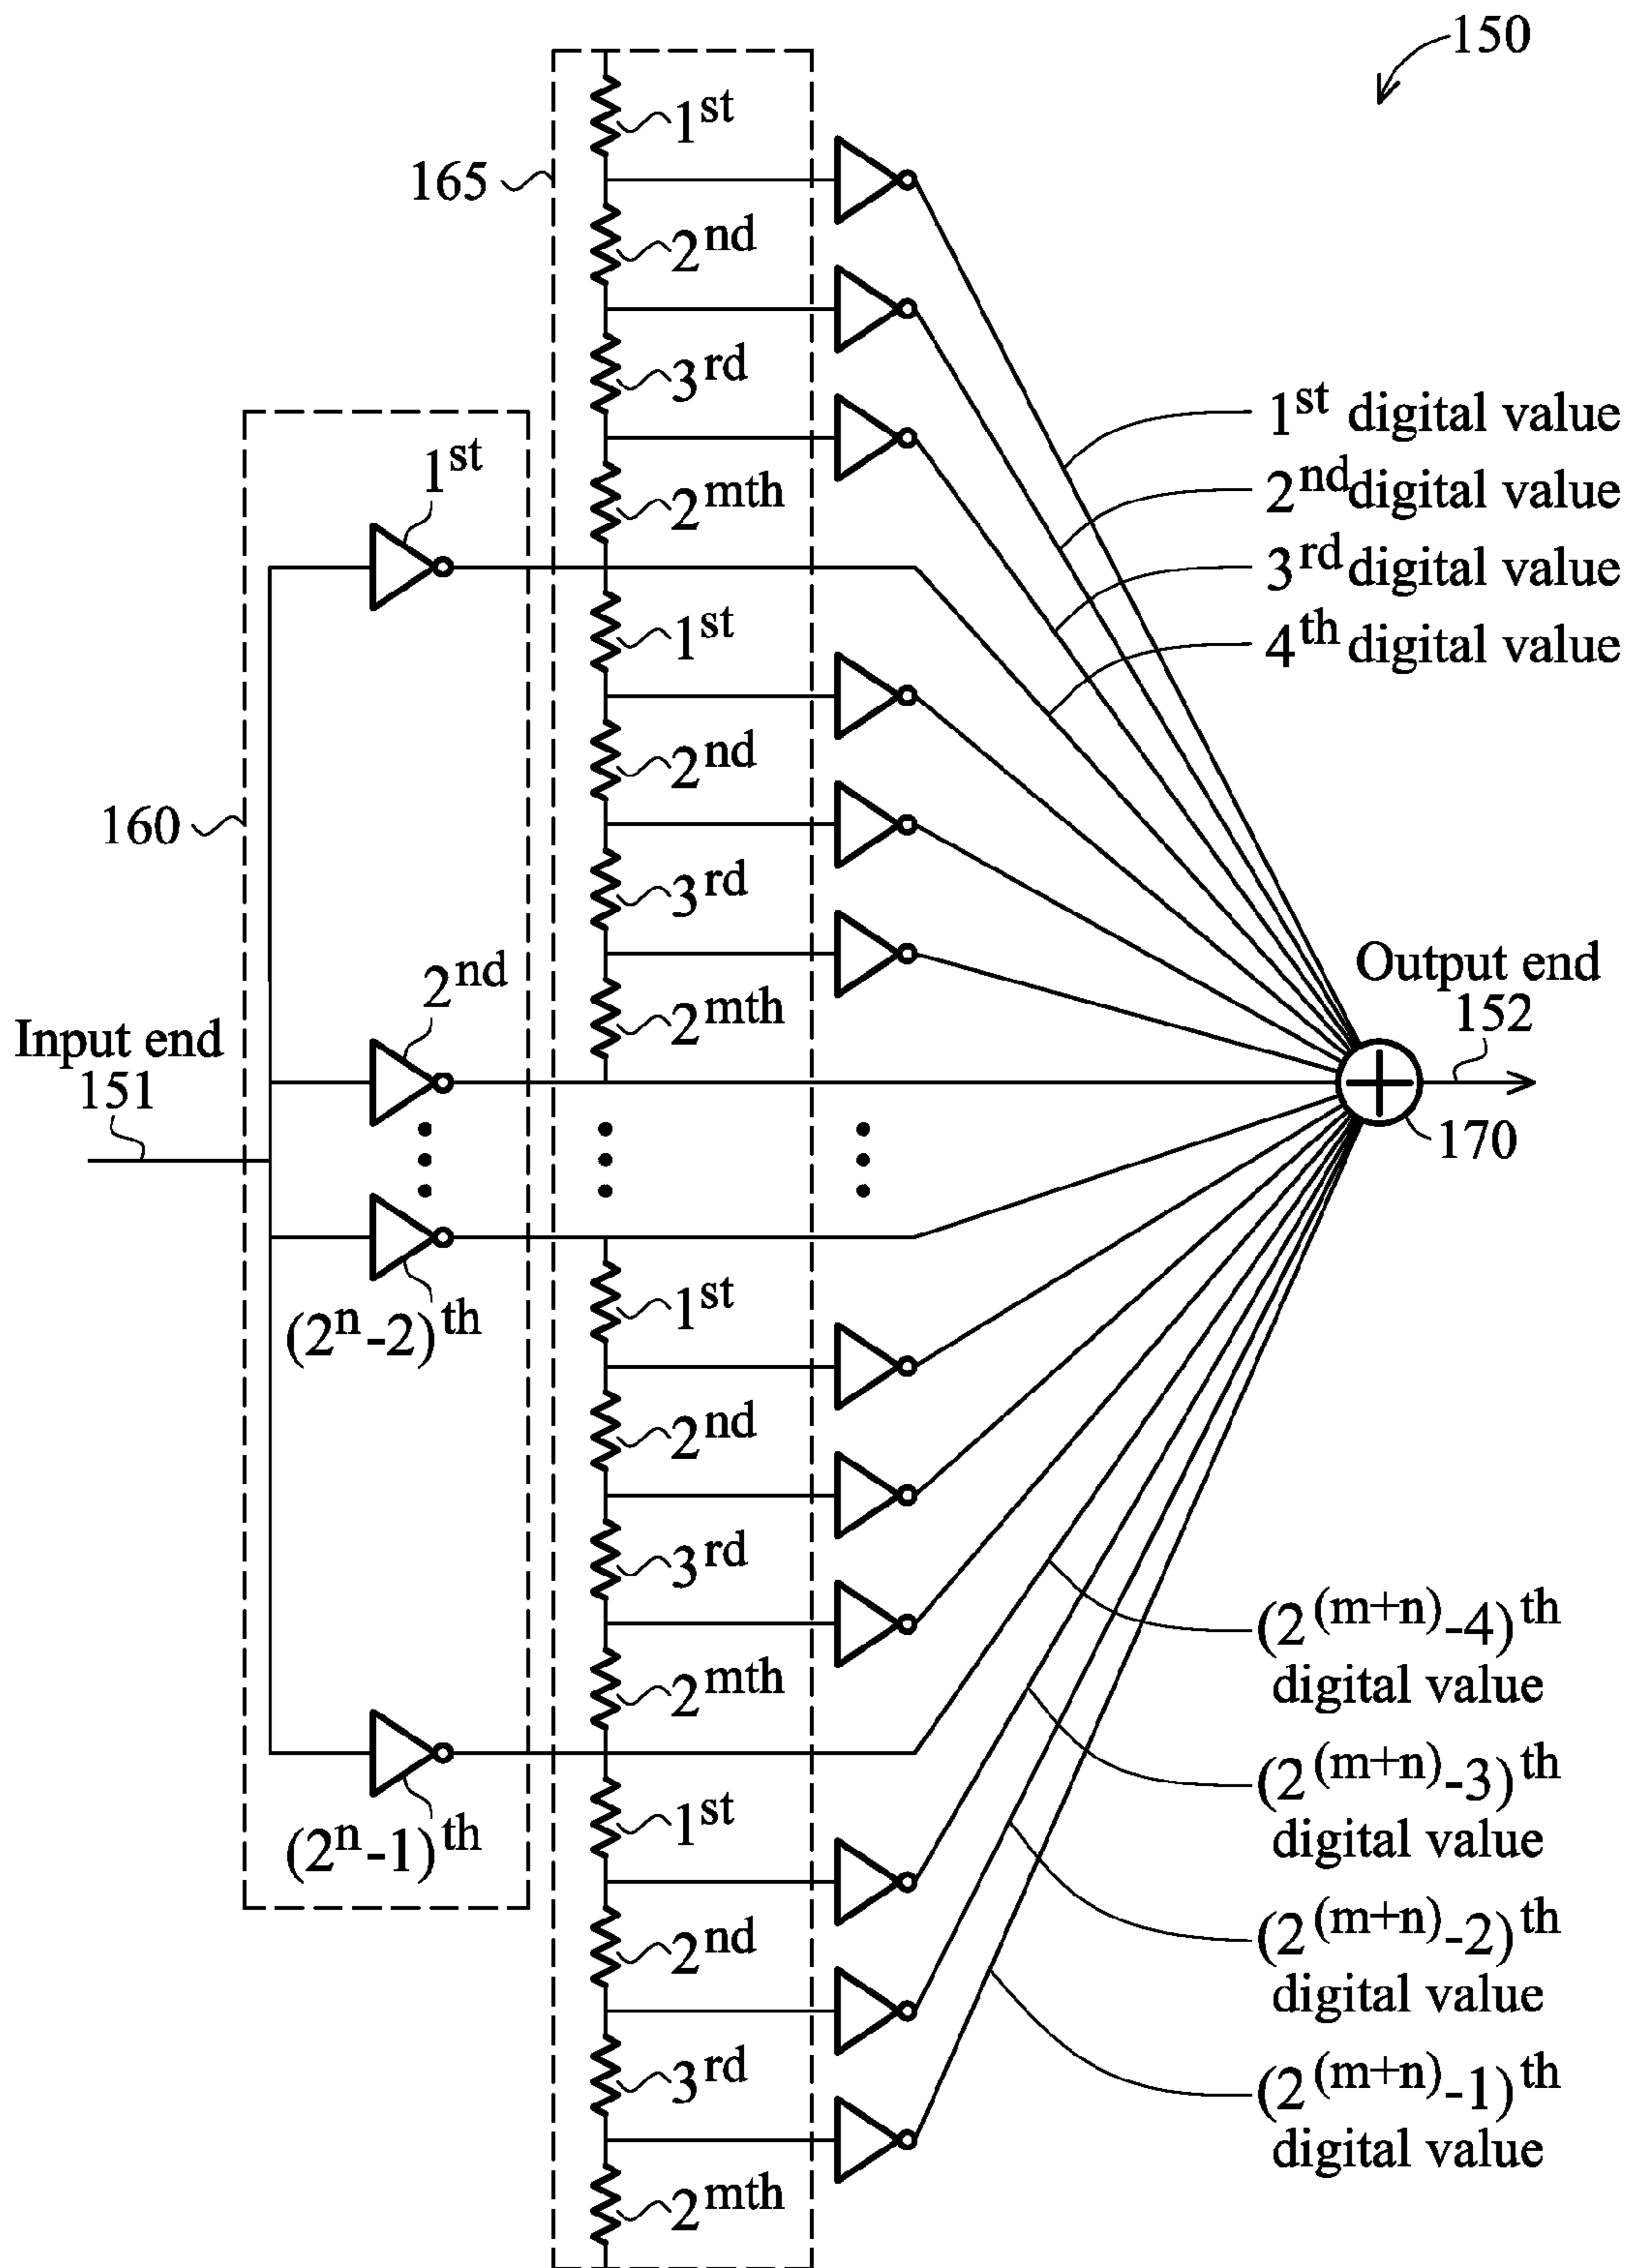 150
1st
165
2nd
3rd
1st digital value
2nd digital value
3rd digital value
4th digital value
2mth
1st
1st
2nd
160
3rd
2nd
2mth
Input end
151
Output end
152
170
(2n-2)th
1st
2nd
3rd
2mth
(2n-1)th
1st
2nd
3rd
2mth
(2(m+n)-4)th
digital value
(2(m+n)-3)th
digital value
(2(m+n)-2)th
digital value
(2(m+n)-1)th
digital value